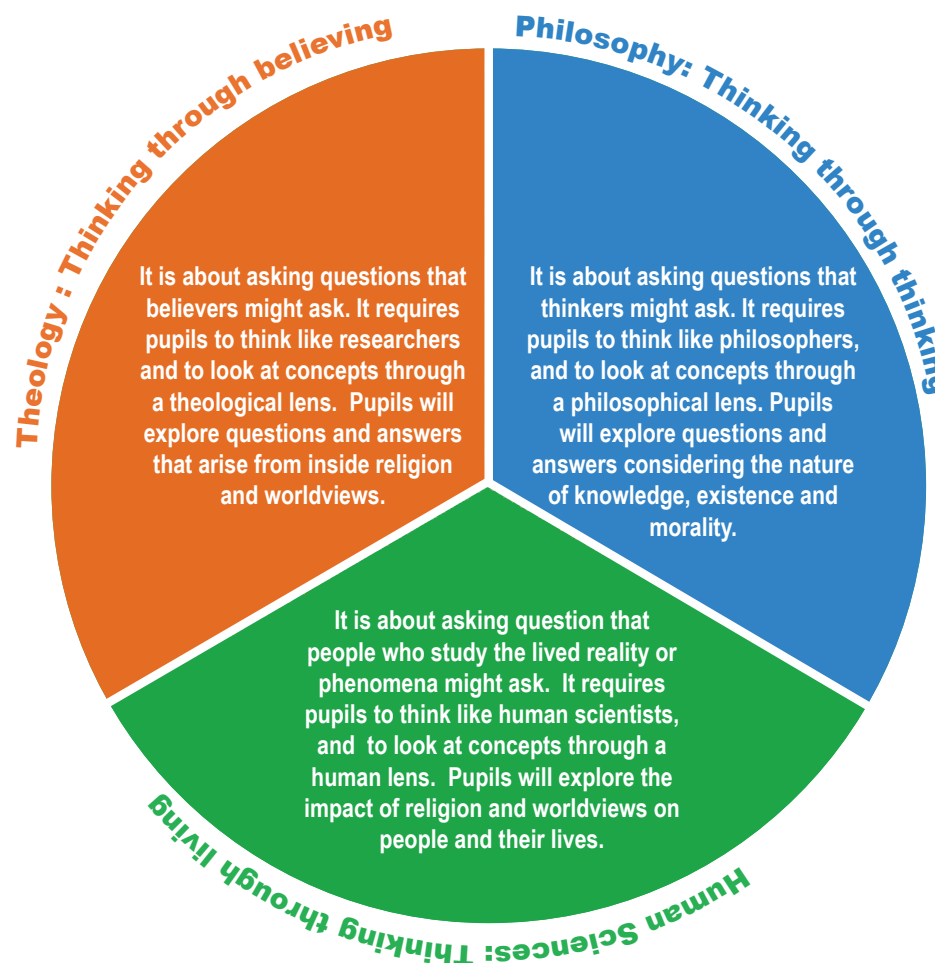 Theology : Thinking through believing
It is about asking questions that
believers might ask. It requires
pupils to think like researchers
and to look at concepts through
a theological lens.  Pupils will
explore questions and answers
that arise from inside religion
and worldviews.
Philosophy: Thinking through thinking
It is about asking questions that
thinkers might ask. It requires
pupils to think like philosophers,
and to look at concepts through
a philosophical lens. Pupils
will explore questions and
answers considering the nature
of knowledge, existence and
morality.
It is about asking question that
people who study the lived reality or
phenomena might ask.  It requires
pupils to think like human scientists,
and  to look at concepts through a
human lens.  Pupils will explore the
impact of religion and worldviews on
people and their lives.
Human Sciences: Thinking through living